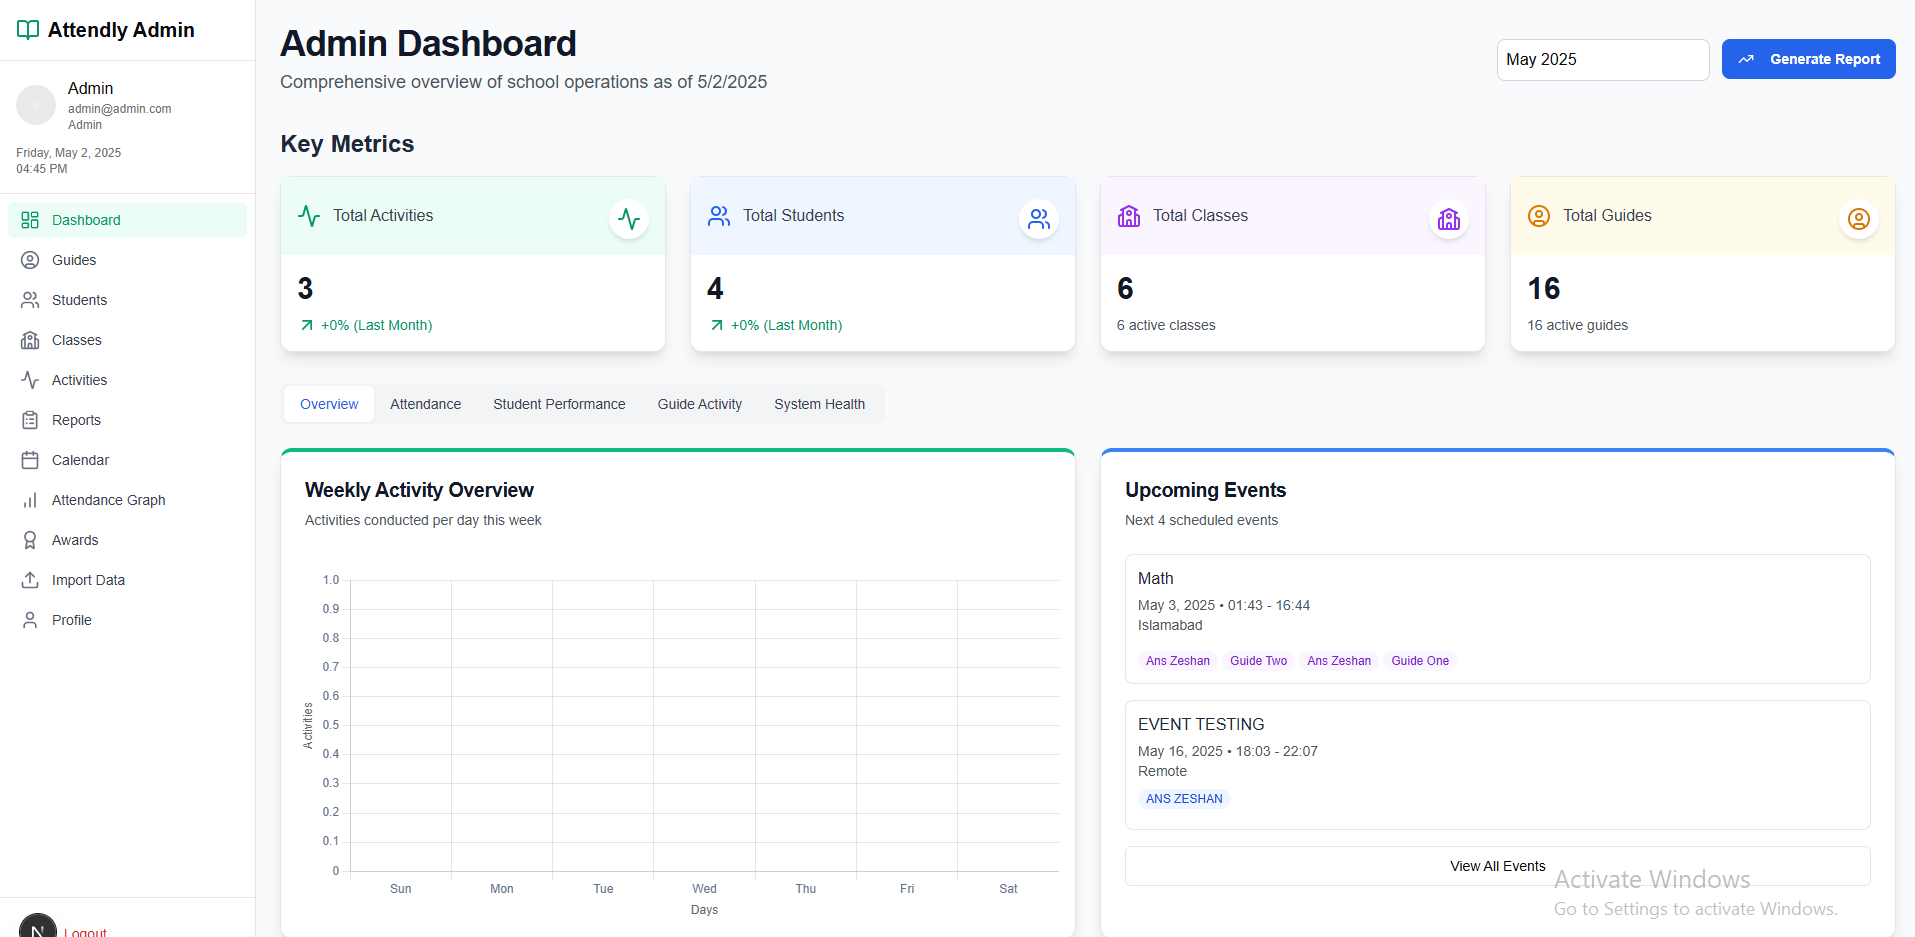 Attendly Admin
Admin
admin@admin.com
Admin
Friday, May 2, 2025
04:45 PM
Dashboard
Guides
Students
Classes
Activities
Reports
Calendar
Attendance Graph
Awards
Import Data
Profile
N
Logout
Admin Dashboard
Comprehensive overview of school operations as of 5/2/2025
May 2025
Generate Report
Key Metrics
Total Activities
3
+0% (Last Month)
Total Students
4
+0% (Last Month)
Total Classes
6
6 active classes
Total Guides
16
16 active guides
Overview Attendance Student Performance Guide Activity System Health
Weekly Activity Overview
Activities conducted per day this week
1.0
0.9
0.8
0.7
0.6
0.5
0.4
0.3
0.2
0.1
0
Activities
Sun Mon Tue Wed Thu Fri Sat
Days
Upcoming Events
Next 4 scheduled events
Math
May 3, 2025 • 01:43 - 16:44
Islamabad
Ans Zeshan Guide Two Ans Zeshan Guide One
EVENT TESTING
May 16, 2025 • 18:03 - 22:07
Remote
ANS ZESHAN
View All Events
Activate Windows
Go to Settings to activate Windows.